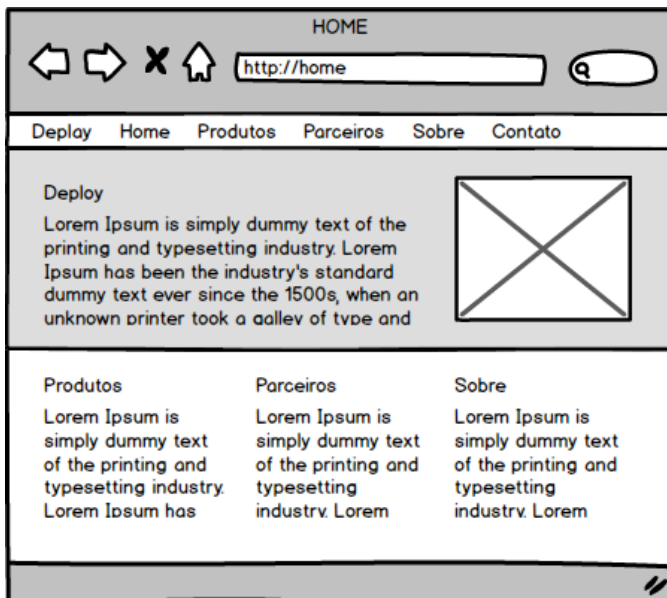 HOME
http://home
Deplay Home Produtos Parceiros Sobre Contato
Deploy
Lorem Ipsum is simply dummy text of the
printing and typesetting industry. Lorem
Ipsum has been the industry's standard
dummy text ever since the 1500s, when an
unknown printer took a galley of type and
Produtos
Lorem Ipsum is
simply dummy text
of the printing and
typesetting industry.
Lorem Ipsum has
Parceiros
Lorem Ipsum is
simply dummy text
of the printing and
typesetting
industry. Lorem
Sobre
Lorem Ipsum is
simply dummy text
of the printing and
typesetting
industry. Lorem